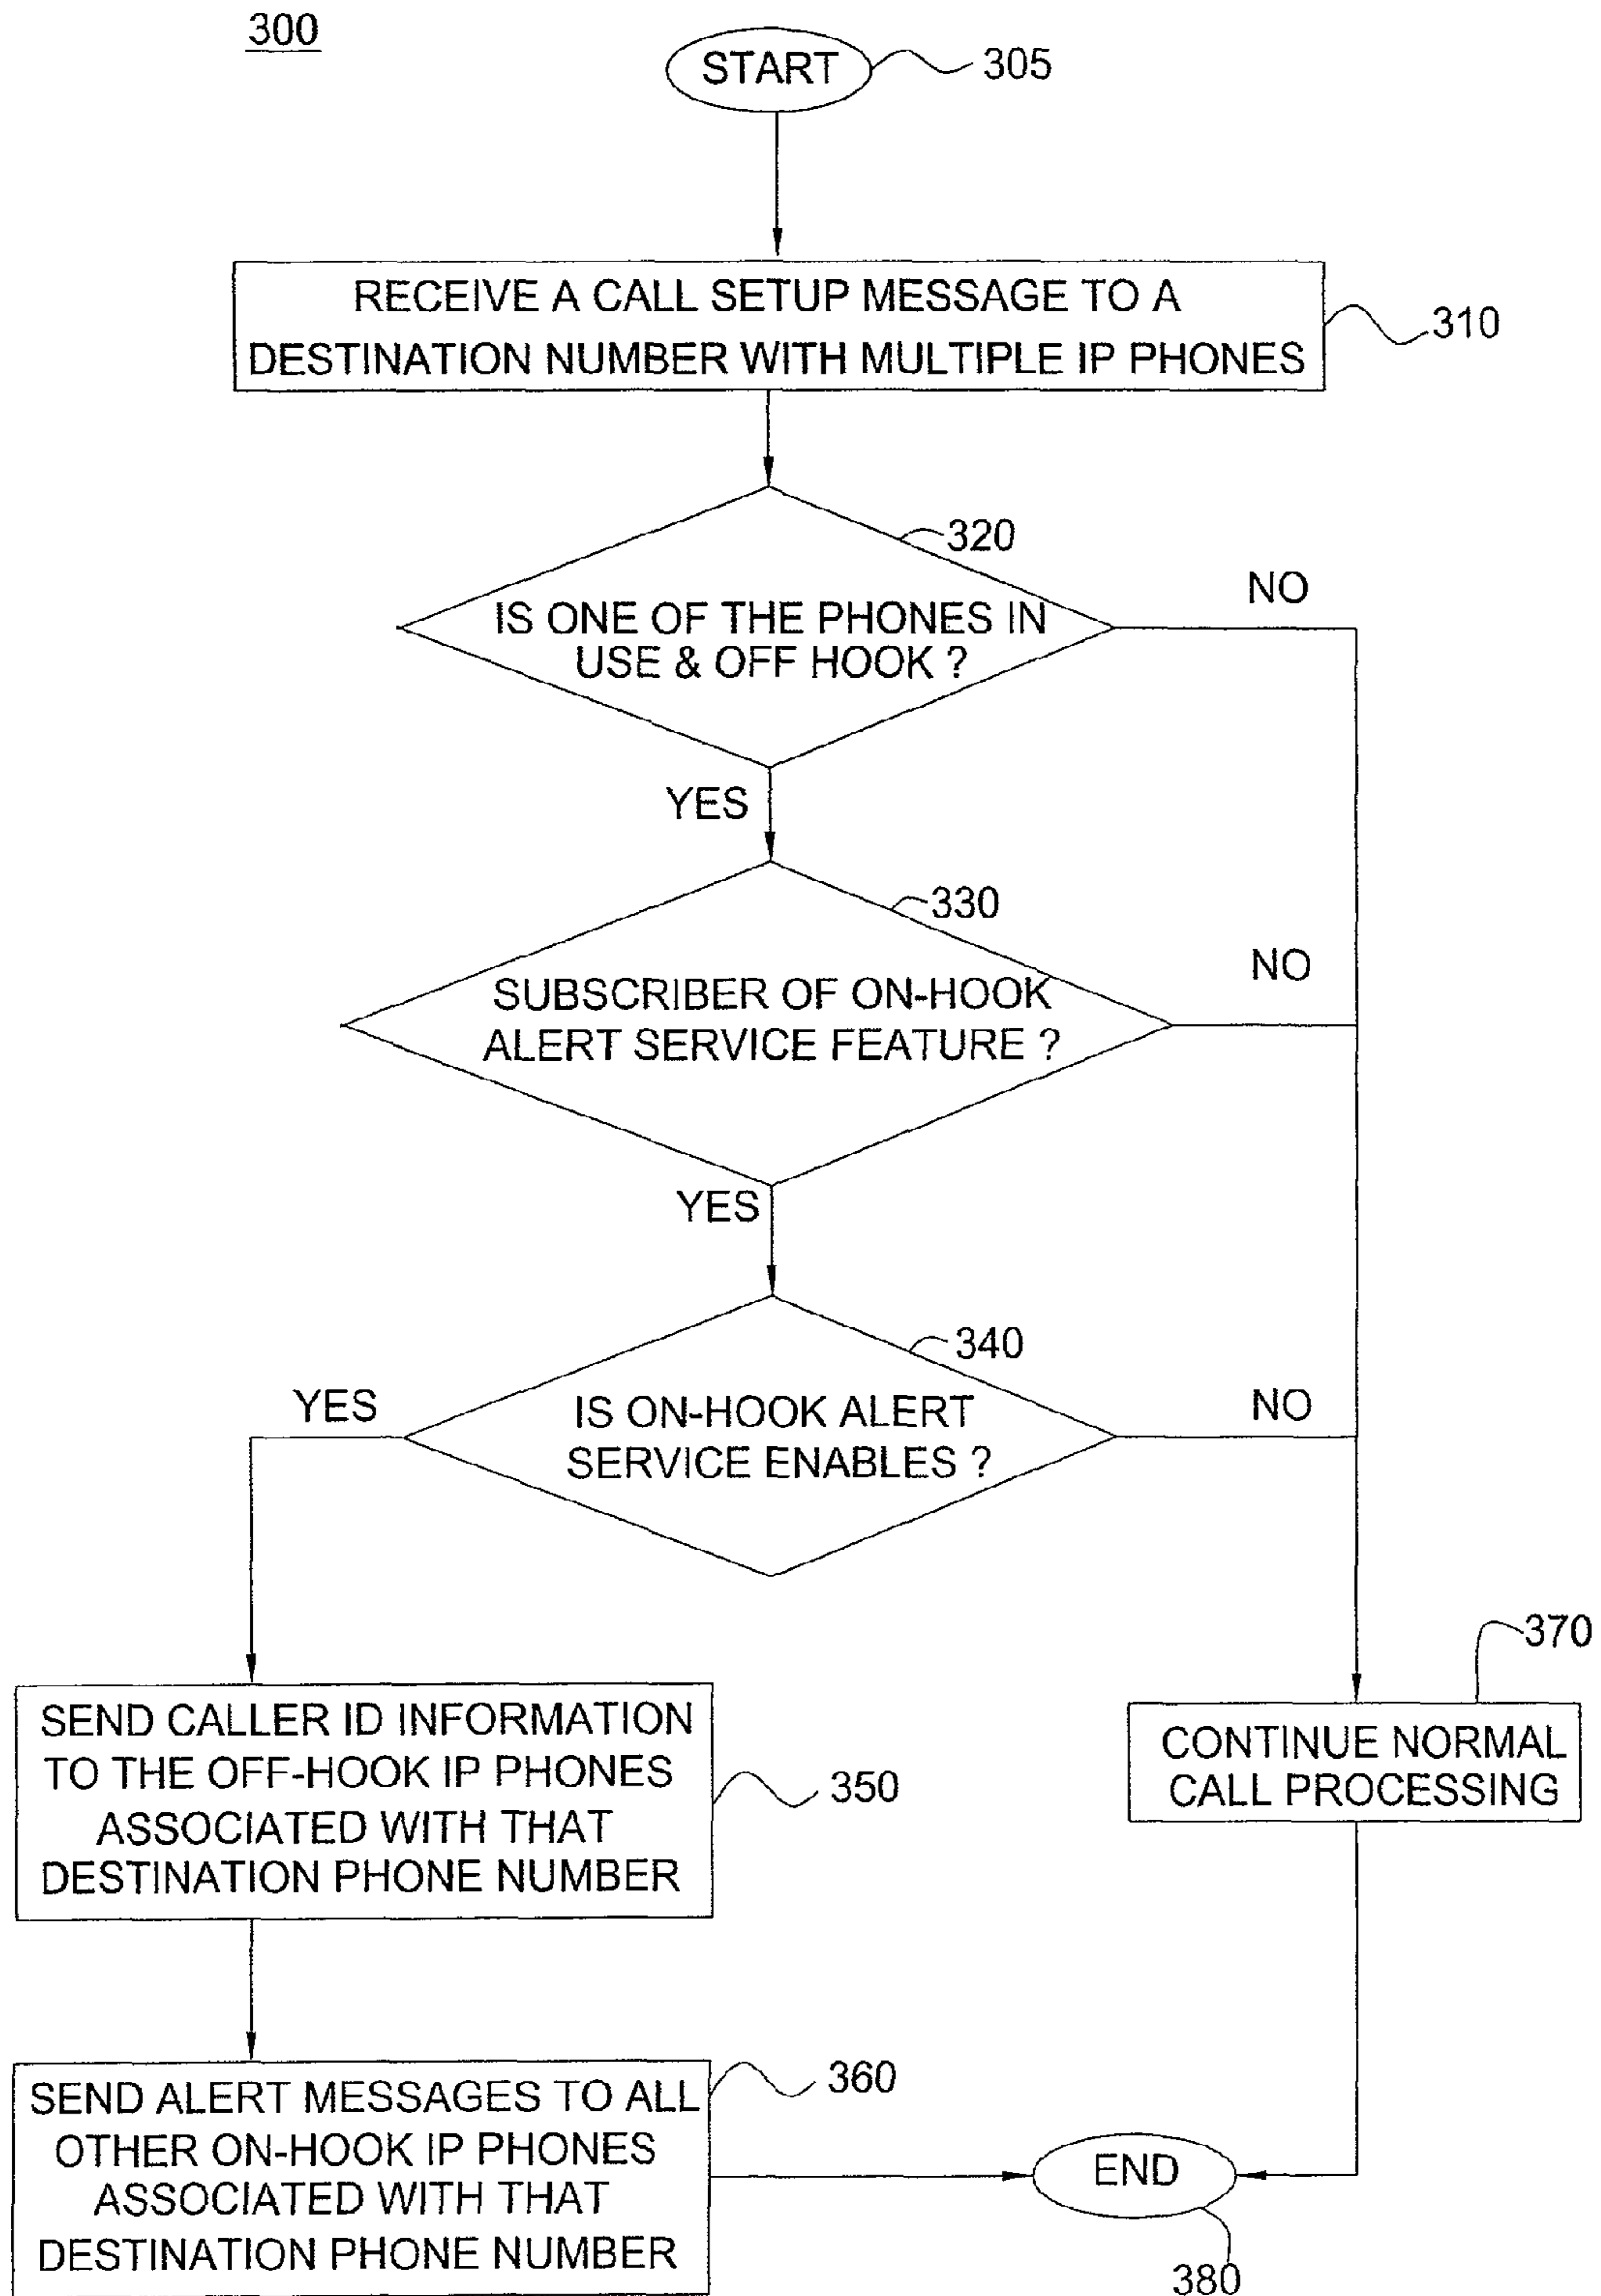 300
START
305
RECEIVE A CALL SETUP MESSAGE TO A
DESTINATION NUMBER WITH MULTIPLE IP PHONES
310
320
IS ONE OF THE PHONES IN
USE & OFF HOOK ?
NO
YES
330
SUBSCRIBER OF ON-HOOK
ALERT SERVICE FEATURE ?
NO
YES
340
IS ON-HOOK ALERT
SERVICE ENABLES ?
YES
NO
SEND CALLER ID INFORMATION
TO THE OFF-HOOK IP PHONES
ASSOCIATED WITH THAT
DESTINATION PHONE NUMBER
350
370
CONTINUE NORMAL
CALL PROCESSING
SEND ALERT MESSAGES TO ALL
OTHER ON-HOOK IP PHONES
ASSOCIATED WITH THAT
DESTINATION PHONE NUMBER
360
END
380